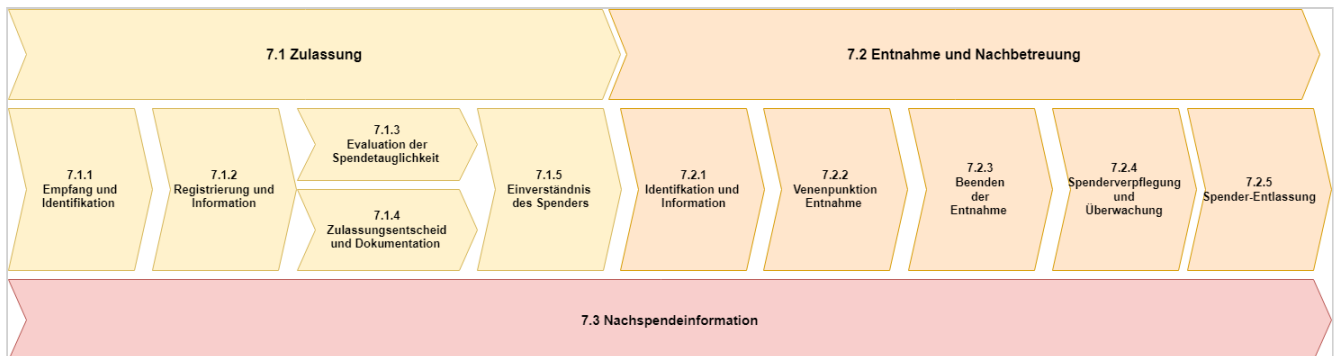 7.1 Zulassung
7.2 Entnahme und Nachbetreuung
7.1.1
Empfang und
Identifikation
7.1.2
Registrierung und
Information
7.1.3
Evaluation der
Spendetauglichkeit
7.1.4
Zulassungsentscheid
und Dokumentation
7.1.5
Einverständnis
des Spenders
7.2.1
Identifkation und
Information
7.2.2
Venenpunktion
Entnahme
7.2.3
Beenden
der
Entnahme
7.2.4
Spenderverpflegung
und
Überwachung
7.2.5
Spender-Entlassung
7.3 Nachspendeinformation